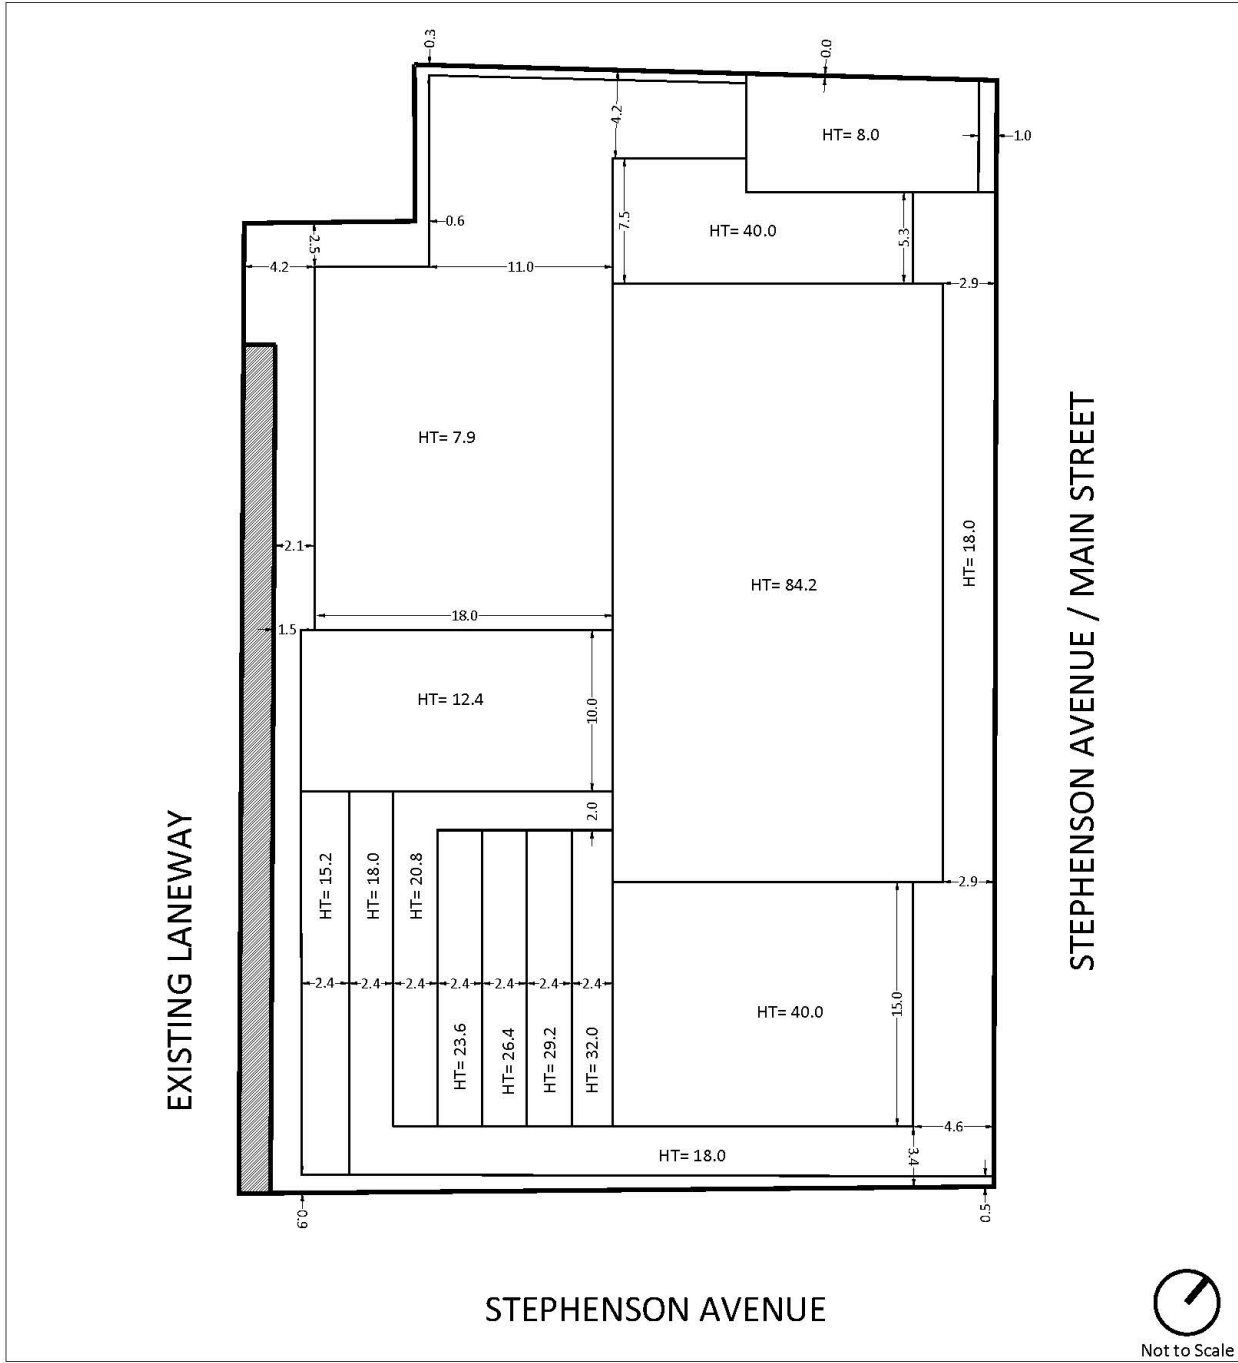 0.3
0.0
4.2
HT= 8.0
1.0
7.5
HT= 40.0
5.3
0.6
2.5
4.2
11.0
2.9
HT= 7.9
2.1
HT= 84.2
HT= 18.0
STEPHENSON AVENUE / MAIN STREET
18.0
1.5
HT= 12.4
10.0
2.0
EXISTING LANEWAY
HT= 15.2
HT= 18.0
HT= 20.8
2.9
2.4
2.4
2.4
2.4
2.4
2.4
2.4
HT= 40.0
15.0
HT= 23.6
HT= 26.4
HT= 29.2
HT= 32.0
4.6
HT= 18.0
3.4
0.9
0.5
STEPHENSON AVENUE
Not to Scale